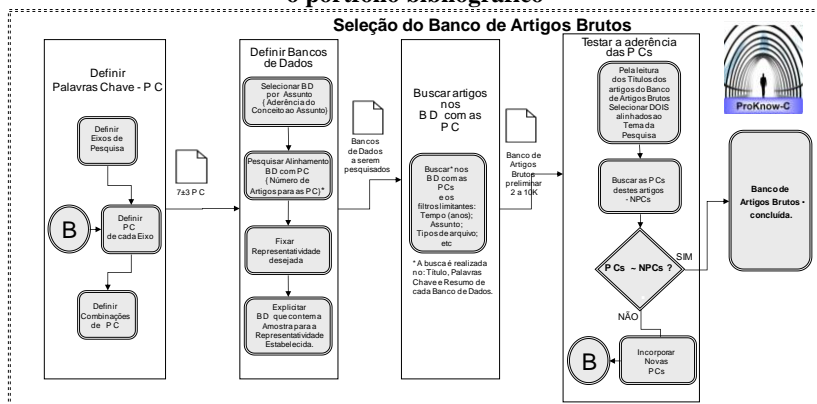 o portfólio bibliográfico
Seleção do Banco de Artigos Brutos
Definir
Palavras Chave - P C
Definir
Eixos de
Pesquisa
B
Definir
PC
de cada Eixo
Definir
Combinações
de P C
7±3 P C
Definir Bancos
de Dados
Selecionar BD
por Assunto
( Aderência do
Conceito ao Assunto)
Pesquisar Alinhamento
BD com PC
( Número de
Artigos para as PC)*
Fixar
Representatividade
desejada
Explicitar
BD que contem a
Amostra para a
Representatividade
Estabelecida.
Bancos
de Dados
a serem
pesquisados
Buscar artigos
nos
B D com as
P C
Buscar*nos
BD com as
PCs
e os
filtros limitantes:
Tempo (anos);
Assunto;
Tipos de arquivo;
etc
* A busca é realizada
no: Título, Palavras
Chave e Resumo de
cada Banco de Dados.
Banco de
Artigos
Brutos
preliminar
2 a 10K
Testar a aderência
das P Cs
Pela leitura
dos Títulos dos
artigos do Banco
de Artigos Brutos
Selecionar DOIS
alinhados ao
Tema da
Pesquisa
Buscar as P Cs
destes artigos
- NPCs
P Cs ~ NPCs ?
SIM
NÃO
Incorporar
Novas
PCs
B
ProKnow-C
Banco de
Artigos Brutos -
concluída.